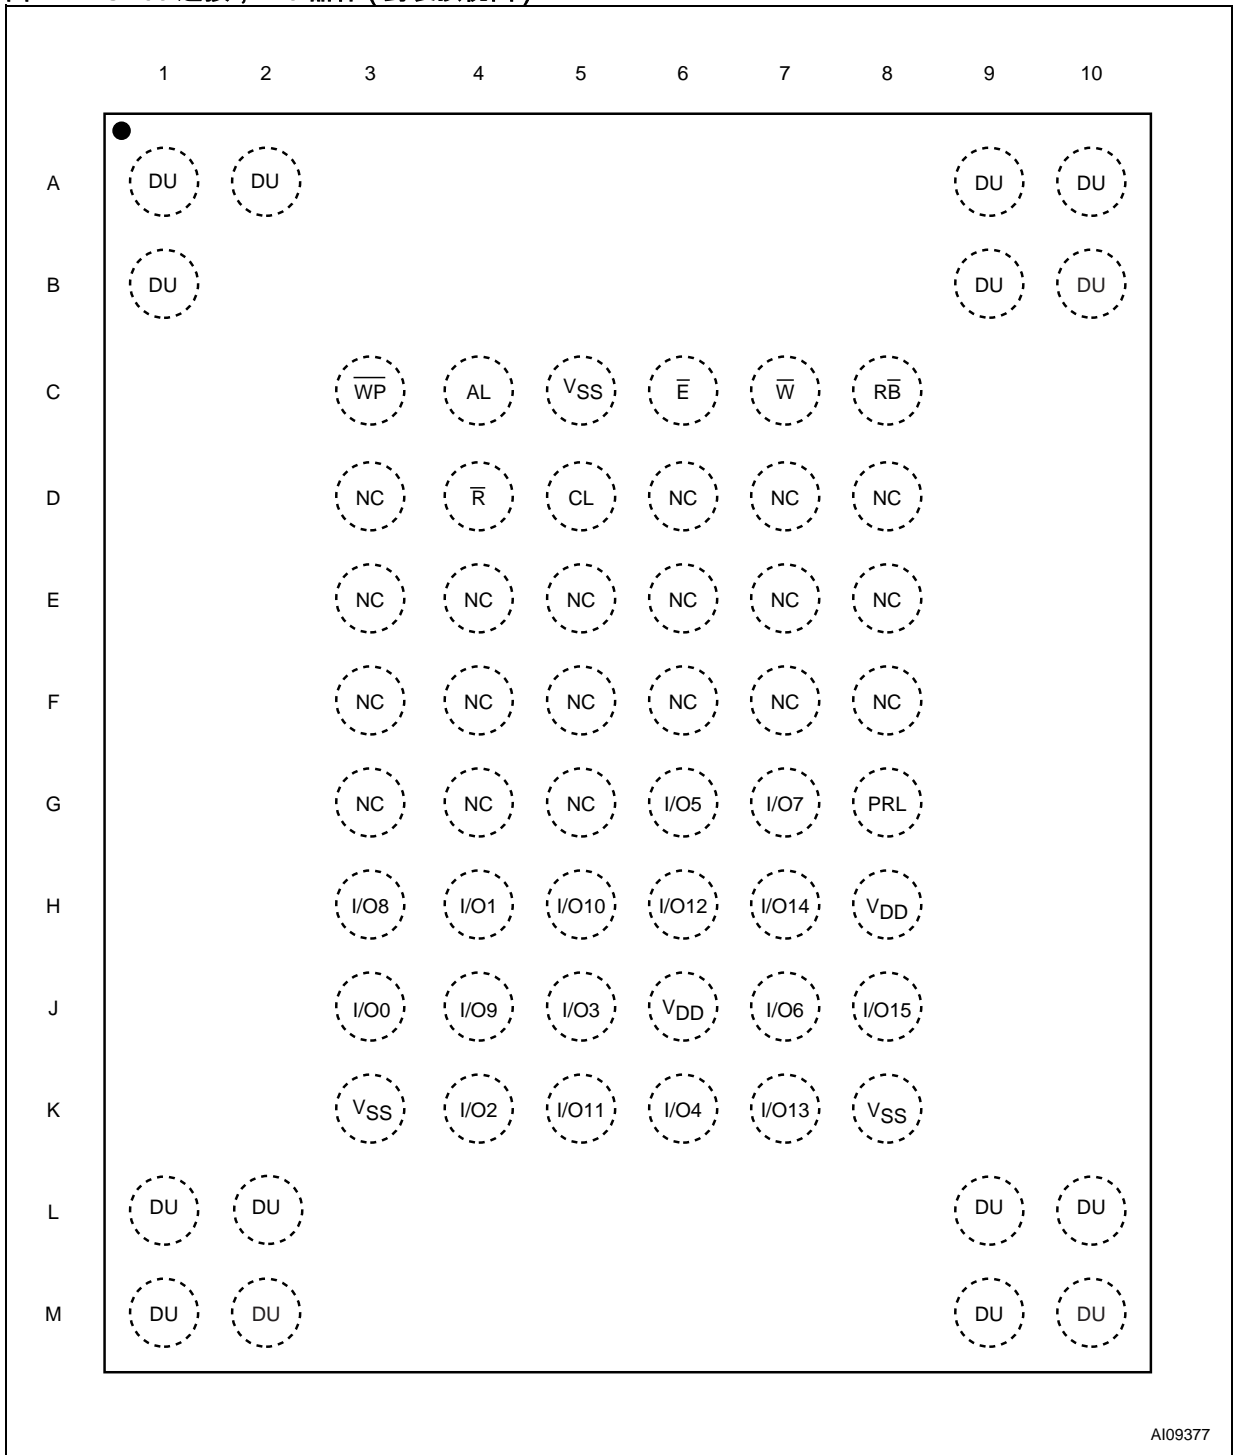 1 2 3 4 5 6 7 8 9 10
A DU DU DU DU
B DU DU DU
C W̅P̅ AL VSS E̅ W̅ RB̅
D NC R̅ CL NC NC NC
E NC NC NC NC NC NC
F NC NC NC NC NC NC
G NC NC NC I/O5 I/O7 PRL
H I/O8 I/O1 I/O10 I/O12 I/O14 VDD
J I/O0 I/O9 I/O3 VDD I/O6 I/O15
K VSS I/O2 I/O11 I/O4 I/O13 VSS
L DU DU DU DU
M DU DU DU DU
AI09377